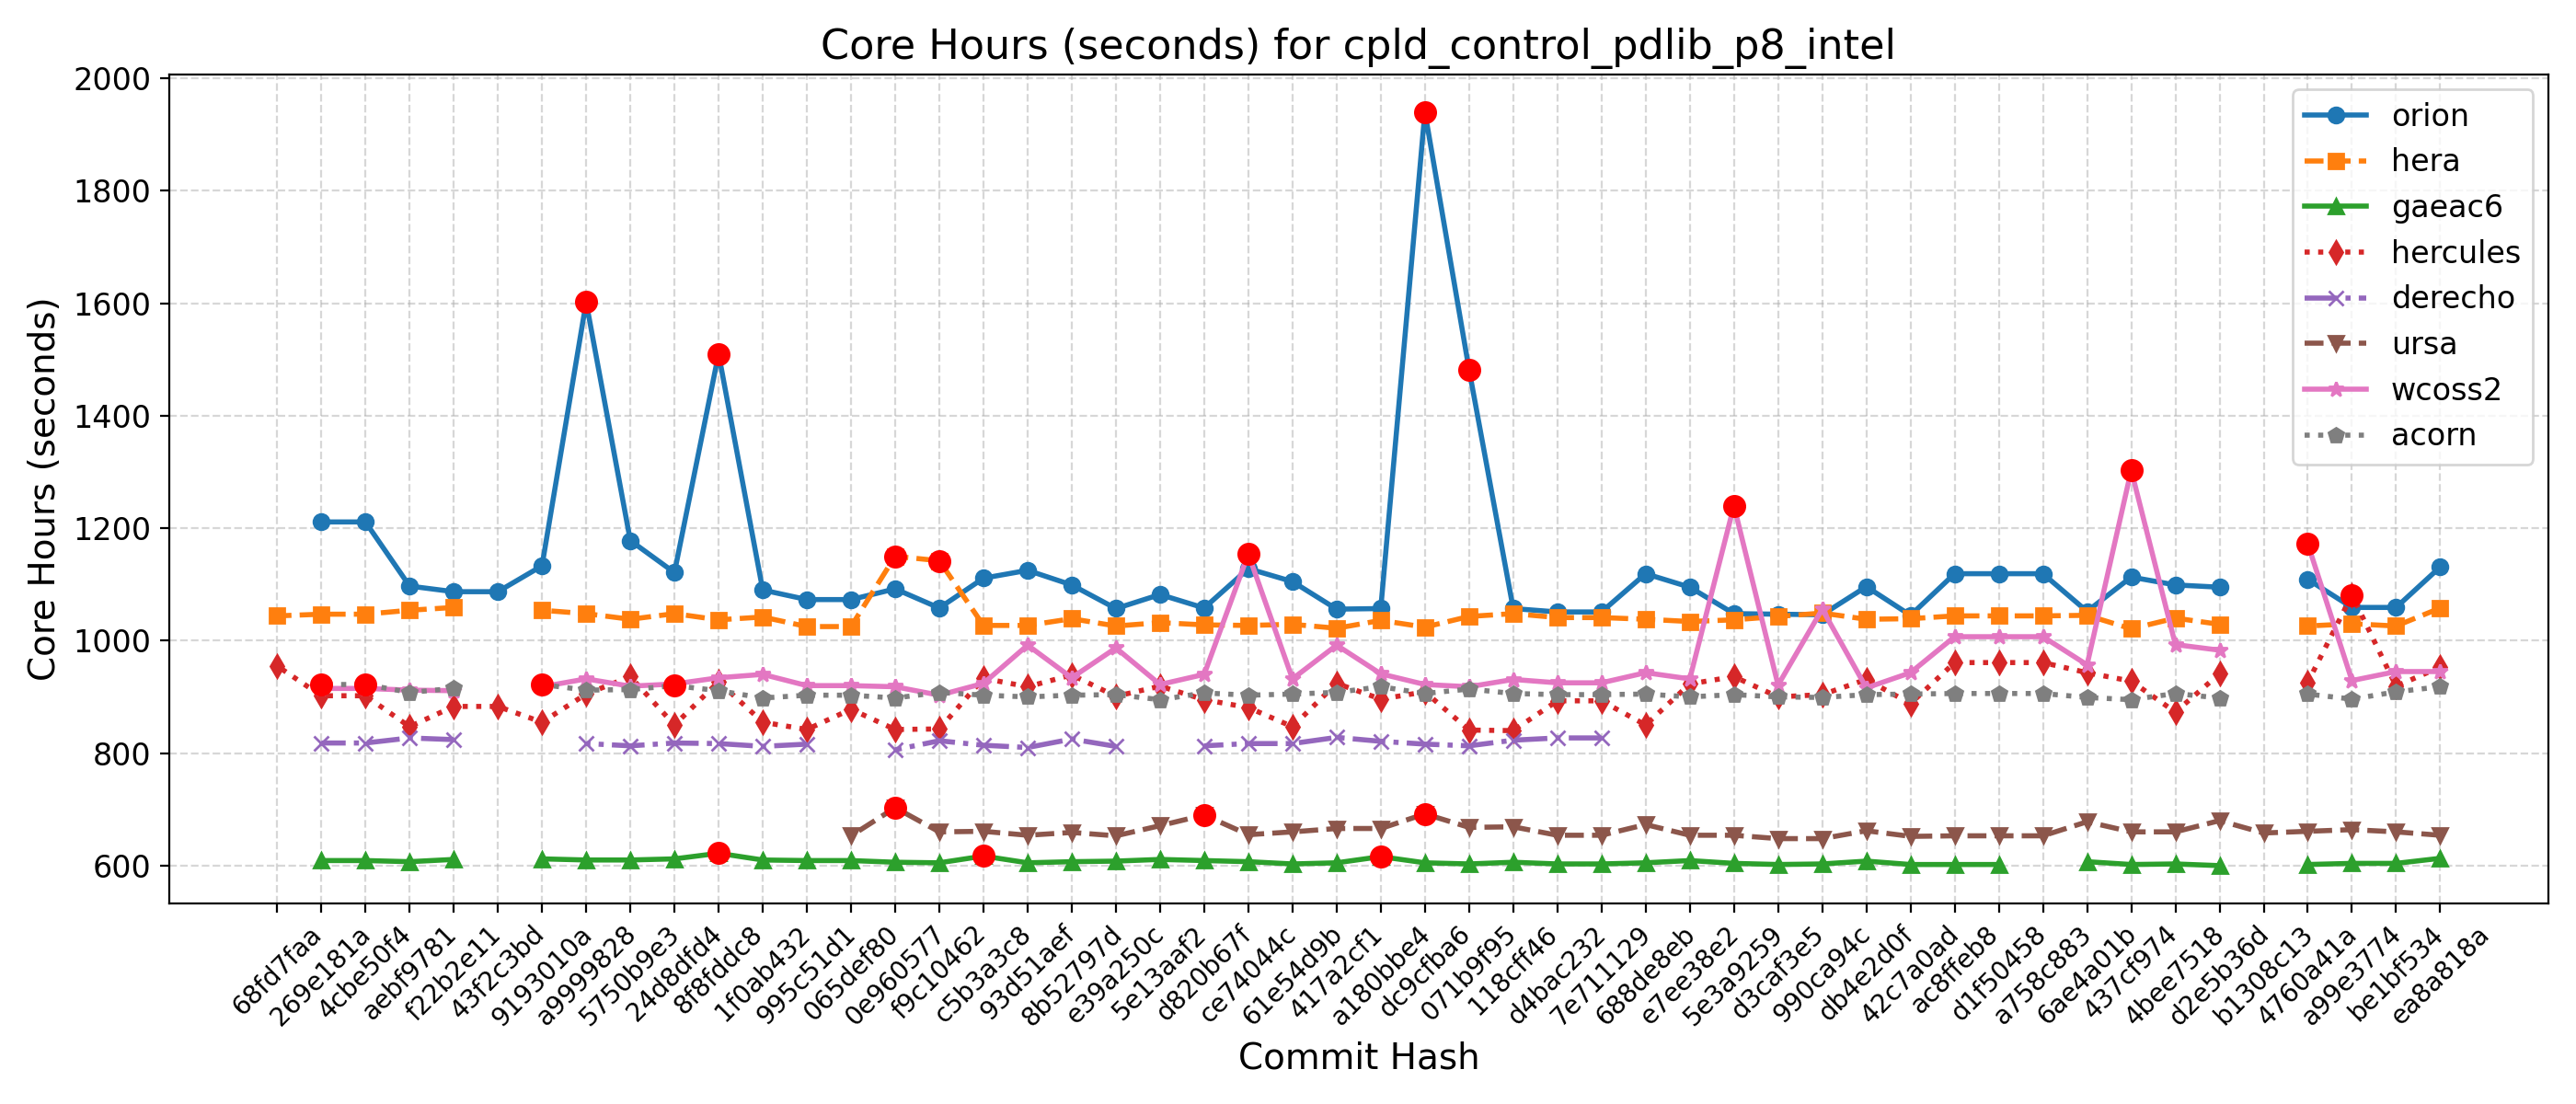 Core Hours (seconds) for cpld_control_pdlib_p8_intel
Core Hours (seconds)
2000
1800
1600
1400
1200
1000
800
600
orion
hera
gaeac6
hercules
derecho
ursa
wcoss2
acorn
68fd7faa
269e181a
4cbe50f4
aebf9781
f22b2e11
43f2c3bd
9193010a
a9999828
5750b9e3
24d8dfd4
8f8fddc8
1f0ab432
995c51d1
065def80
0e960577
f9c10462
c5b3a3c8
93d51aef
8b52797d
e39a250c
5e13aaf2
d820b67f
ce74044c
61e54d9b
417a2cf1
a180bbe4
dc9cfba6
071b9f95
118cff46
d4bac232
7e711129
688de8eb
e7ee38e2
5e3a9259
d3caf3e5
990ca94c
db4e2d0f
42c7a0ad
ac8ffeb8
d1f50458
a758c883
6ae4a01b
437cf974
4bee7518
d2e5b36d
b1308c13
4760a41a
a99e3774
be1bf534
ea8a818a
Commit Hash